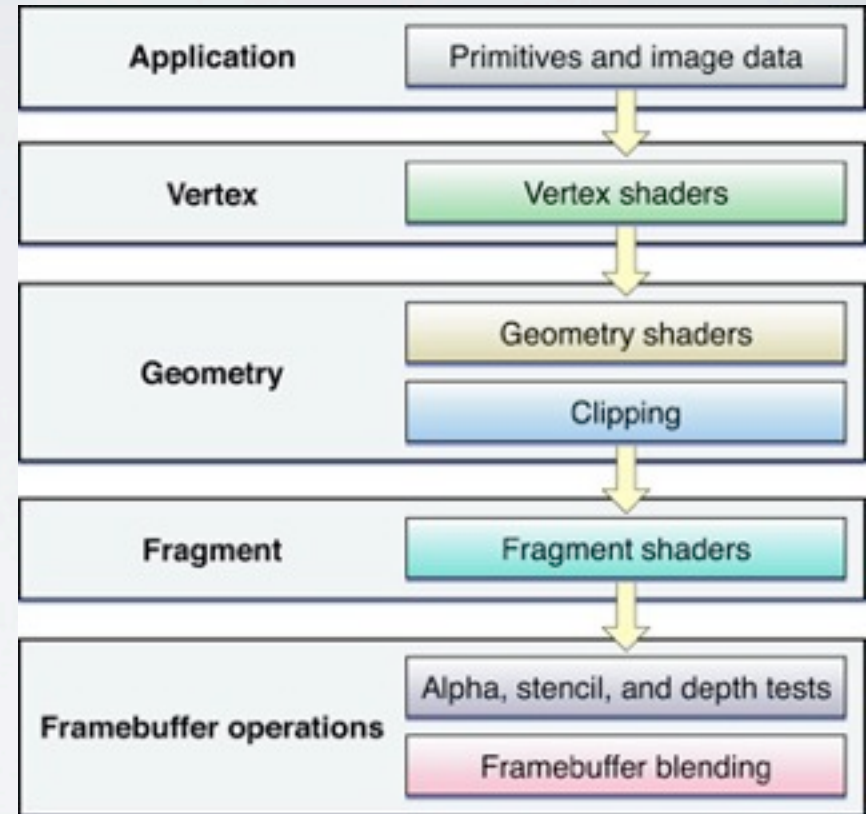 Application
Primitives and image data
Vertex
Vertex shaders
Geometry
Geometry shaders
Clipping
Fragment
Fragment shaders
Framebuffer operations
Alpha, stencil, and depth tests
Framebuffer blending